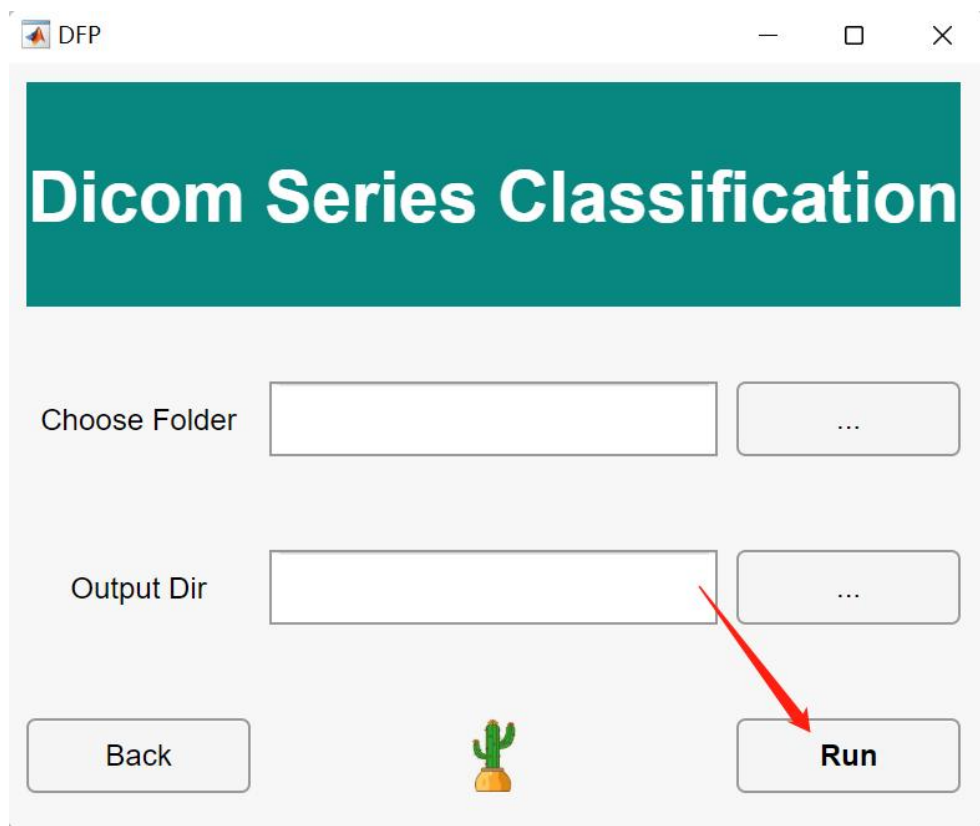 DFP
Dicom Series Classification
Choose Folder
...
Output Dir
...
Back
Run